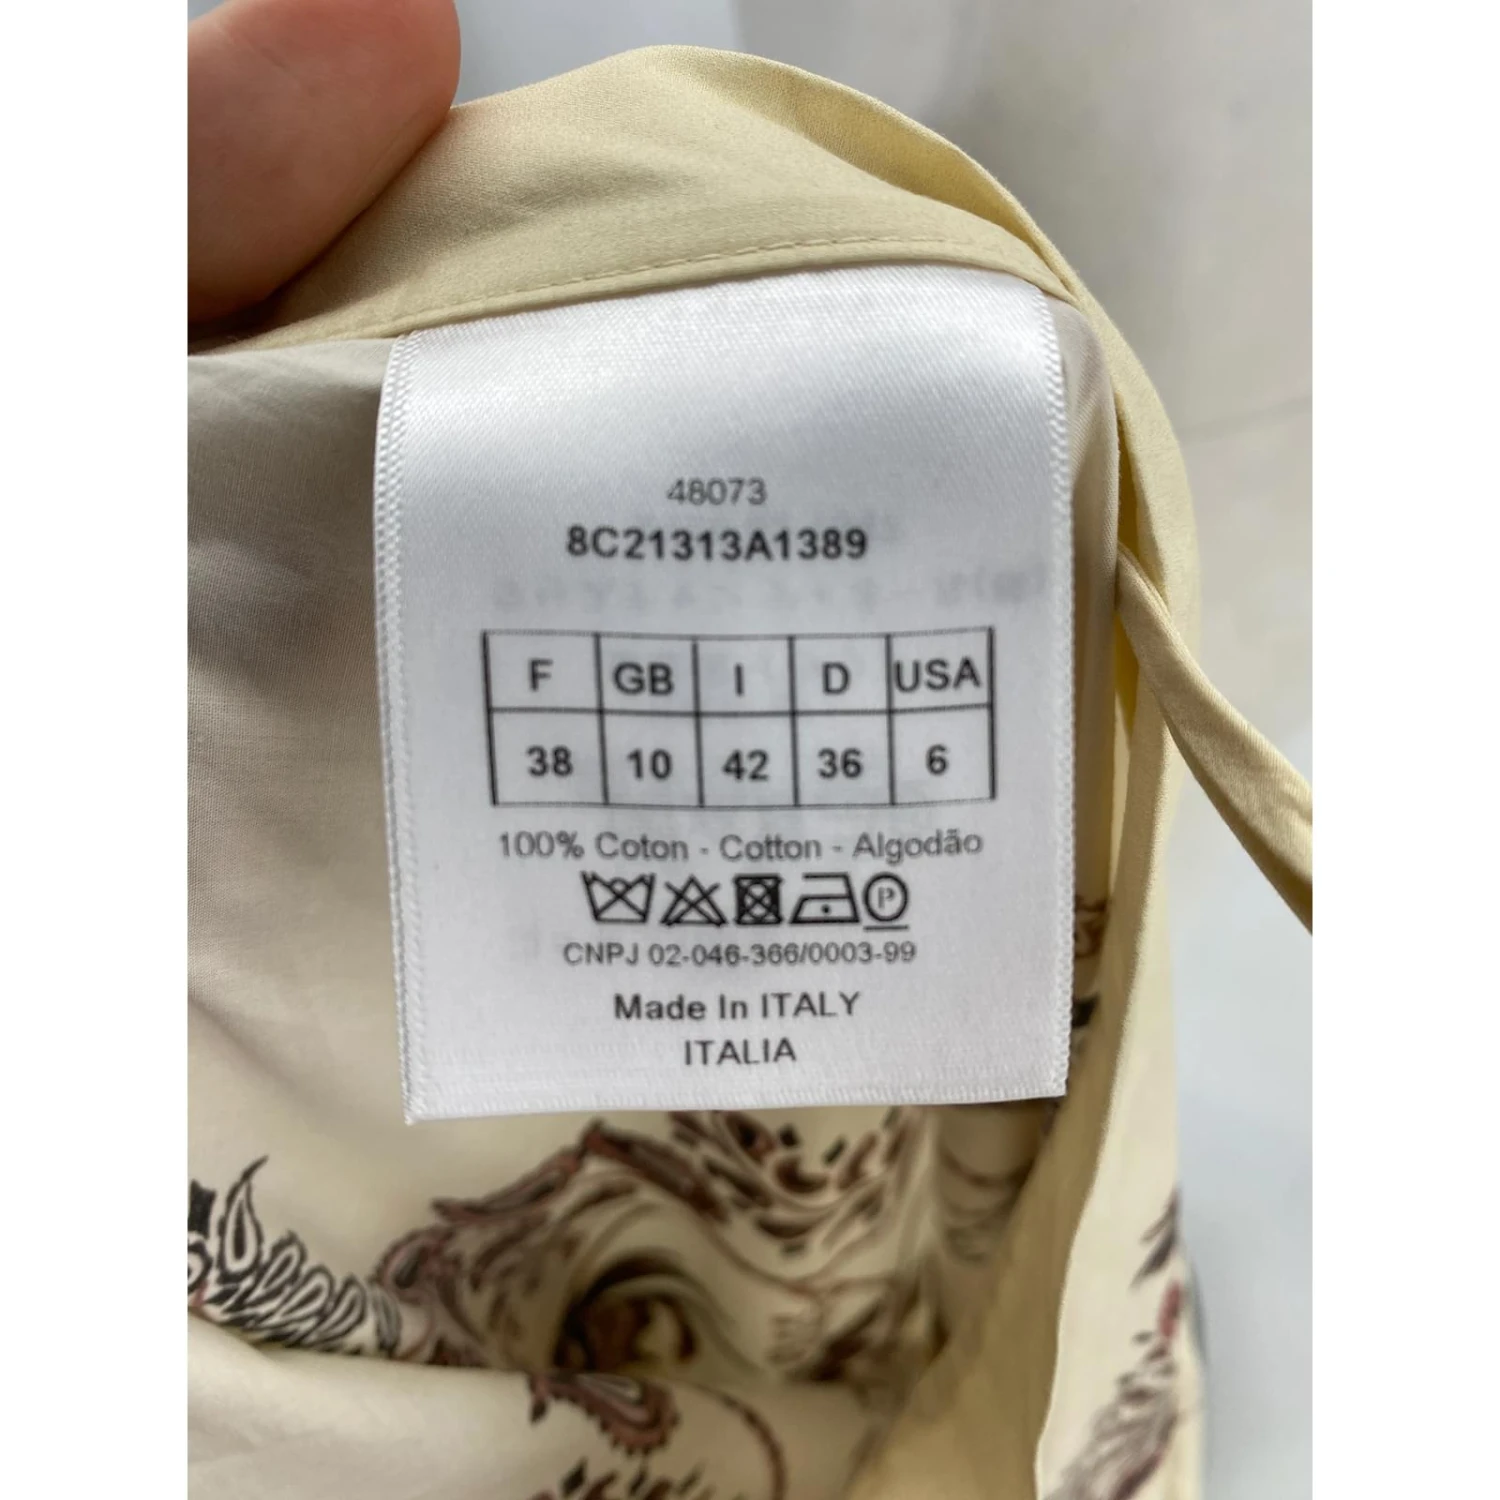 48073
8C21313A1389
F GB I D USA
38 10 42 36 6
100% Coton - Cotton - Algodão
P
CNPJ 02-046-366/0003-99
Made In ITALY
ITALIA